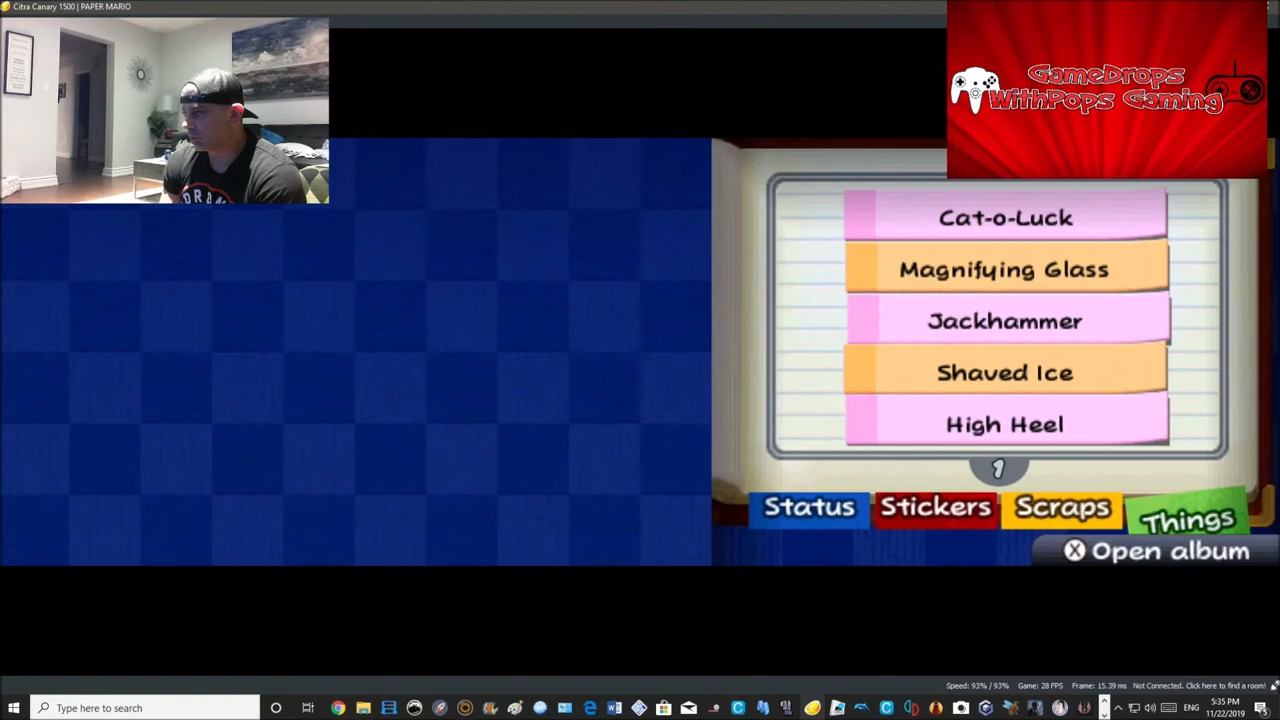 Citra Canary 1500 | PAPER MARIO
GameDrops
WithPops Gaming
DRAM
Cat-o-Luck
Magnifying Glass
Jackhammer
Shaved Ice
High Heel
1
Status
Stickers
Scraps
Things
X Open album
Speed: 93% / 93% Game: 28 FPS Frame: 15.39 ms Not Connected. Click here to find a room!
Type here to search
ENG
5:35 PM
11/22/2019